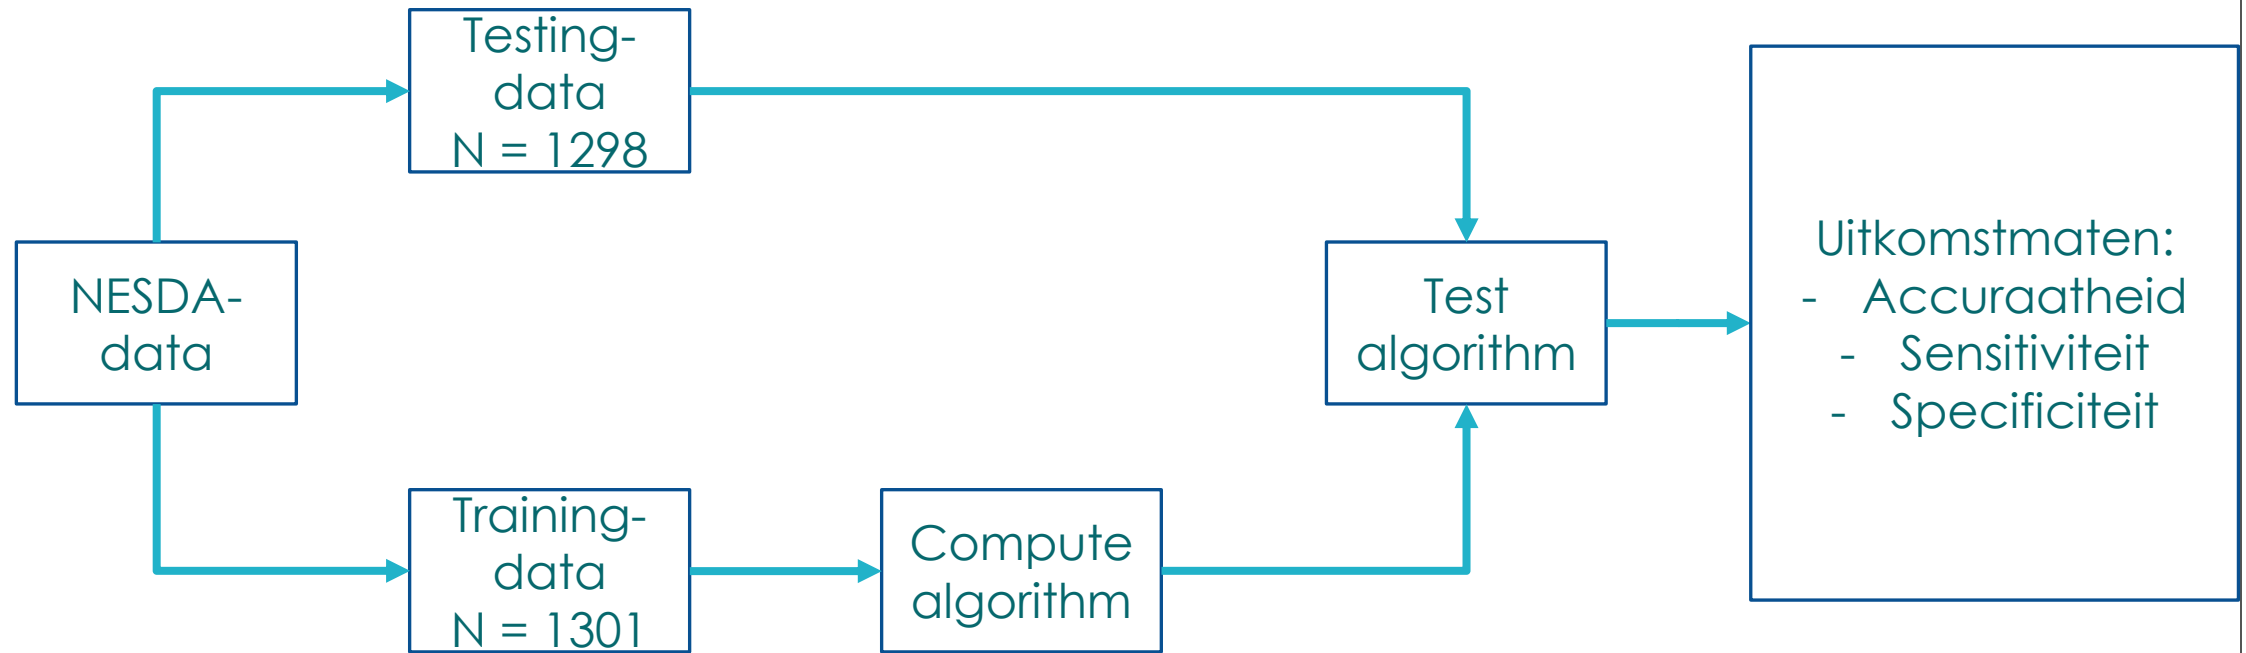 Testing-
data
N = 1298
NESDA-
data
Training-
data
N = 1301
Compute
algorithm
Test
algorithm
Uitkomstmaten:
- Accuraatheid
- Sensitiviteit
- Specificiteit